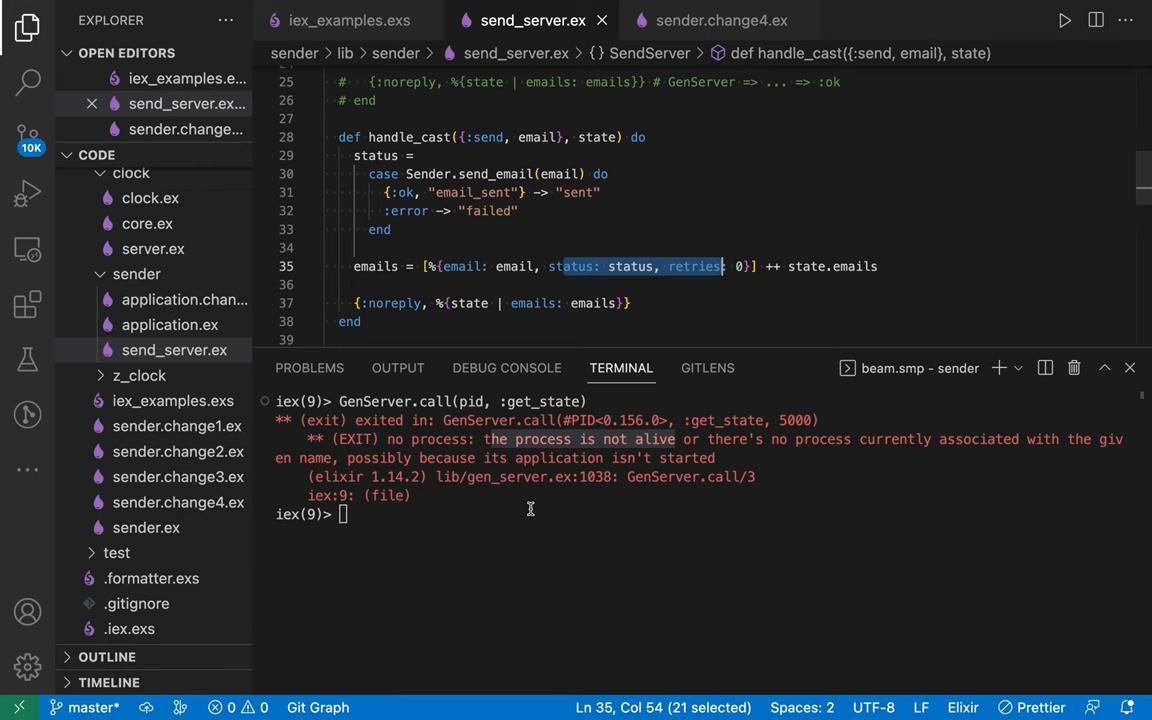 EXPLORER
iex_examples.exs
send_server.ex
sender.change4.ex
OPEN EDITORS
sender > lib > sender > send_server.ex > {} SendServer > def handle_cast({:send, email}, state)
iex_examples.e...
send_server.ex...
sender.change...
10K
CODE
clock
clock.ex
core.ex
server.ex
sender
application.chan...
application.ex
send_server.ex
z_clock
iex_examples.exs
sender.change1.ex
sender.change2.ex
sender.change3.ex
sender.change4.ex
sender.ex
test
.formatter.exs
.gitignore
.iex.exs
OUTLINE
TIMELINE
25 # {:noreply, %{state | emails: emails}} # GenServer => ... => :ok
26 # end
27
28 def handle_cast({:send, email}, state) do
29 status =
30 case Sender.send_email(email) do
31 {:ok, "email_sent"} -> "sent"
32 :error -> "failed"
33 end
34
35 emails = [%{email: email, status: status, retries: 0}] ++ state.emails
36
37 {:noreply, %{state | emails: emails}}
38 end
39
PROBLEMS OUTPUT DEBUG CONSOLE TERMINAL GITLENS
beam.smp - sender
iex(9)> GenServer.call(pid, :get_state)
** (exit) exited in: GenServer.call(#PID<0.156.0>, :get_state, 5000)
** (EXIT) no process: the process is not alive or there's no process currently associated with the giv
en name, possibly because its application isn't started
(elixir 1.14.2) lib/gen_server.ex:1038: GenServer.call/3
iex:9: (file)
iex(9)>
master* 0 0 Git Graph Ln 35, Col 54 (21 selected) Spaces: 2 UTF-8 LF Elixir Prettier